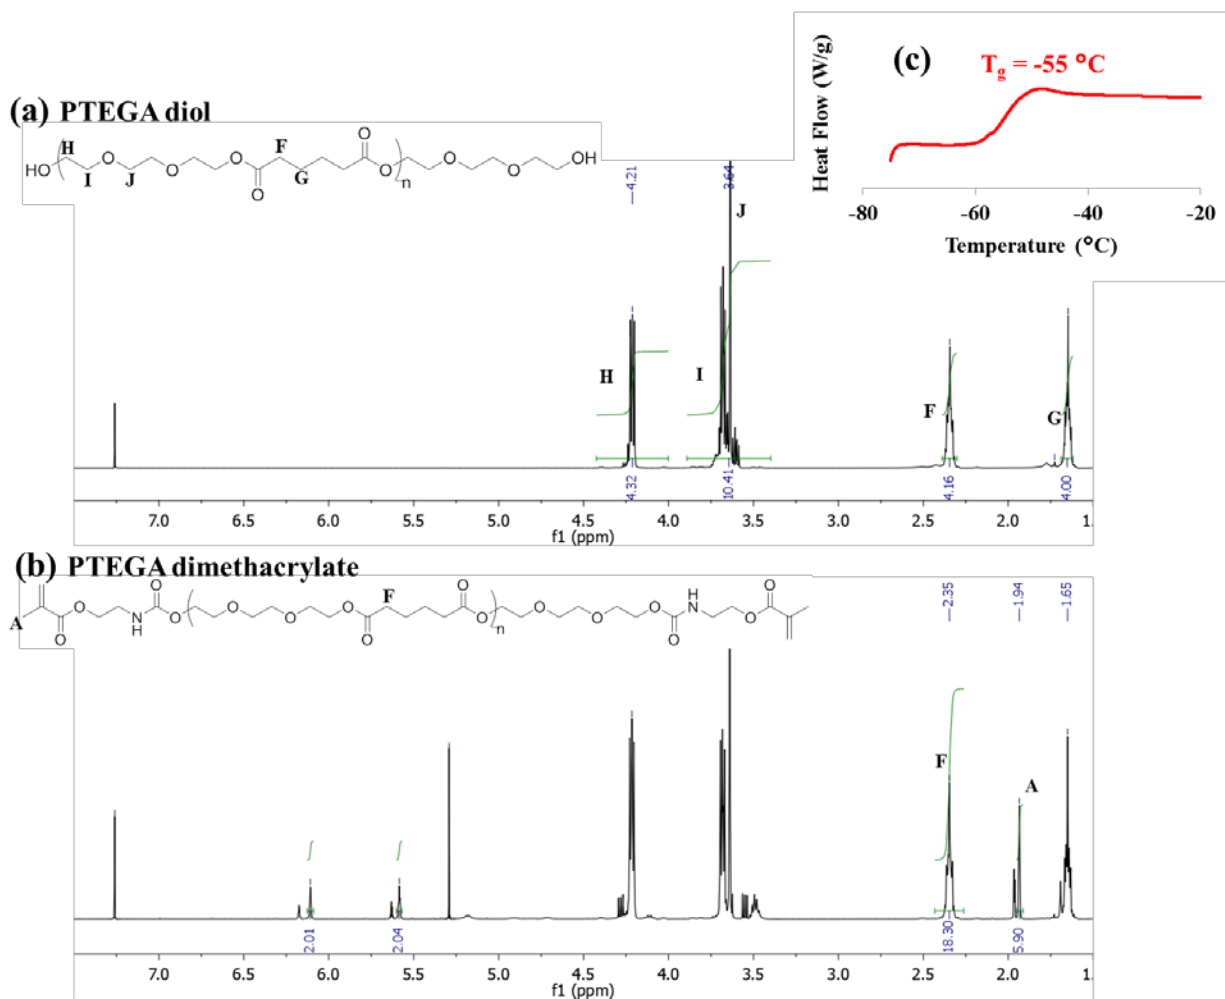 (c)
T_g = -55 °C
Heat Flow (W/g)
-80 -60 -40 -20
Temperature (°C)
(a) PTEGA diol
HO H I J O O O O F G O O n O O OH
4.21 3.64
H I J F G
4.32 10.41 4.16 4.00
7.0 6.5 6.0 5.5 5.0 4.5 4.0 3.5 3.0 2.5 2.0 1.
f1 (ppm)
(b) PTEGA dimethacrylate
A O O N H O O O O O O F O O n O O O O N H O O
2.35 1.94 1.65
F A
2.01 2.04 18.30 5.90
7.0 6.5 6.0 5.5 5.0 4.5 4.0 3.5 3.0 2.5 2.0 1.
f1 (ppm)